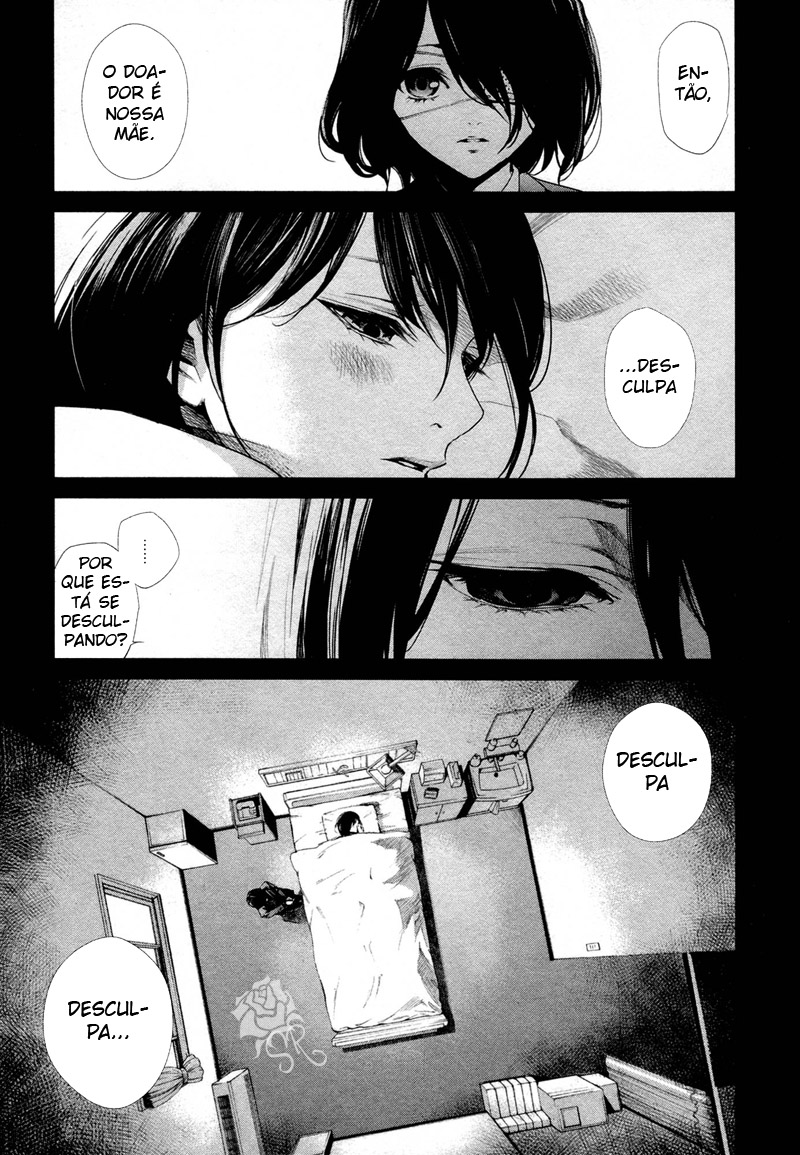 EN-
TÃO,
O DOA-
DOR É
NOSSA
MÃE.
...DES-
CULPA
......
POR
QUE ES-
TÁ SE
DESCUL-
PANDO?
DESCUL-
PA
DESCUL-
PA...
SR